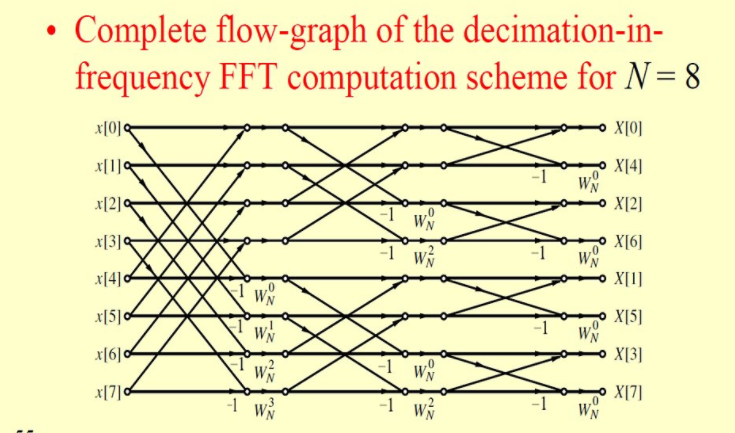 • Complete flow-graph of the decimation-in-
frequency FFT computation scheme for N = 8
x[0] X[0]
x[1] -1 W_N^0 X[4]
x[2] -1 W_N^0 X[2]
x[3] -1 W_N^2 -1 W_N^0 X[6]
x[4] -1 W_N^0 X[1]
x[5] -1 W_N^1 -1 W_N^0 X[5]
x[6] -1 W_N^2 -1 W_N^0 X[3]
x[7] -1 W_N^3 -1 W_N^2 -1 W_N^0 X[7]